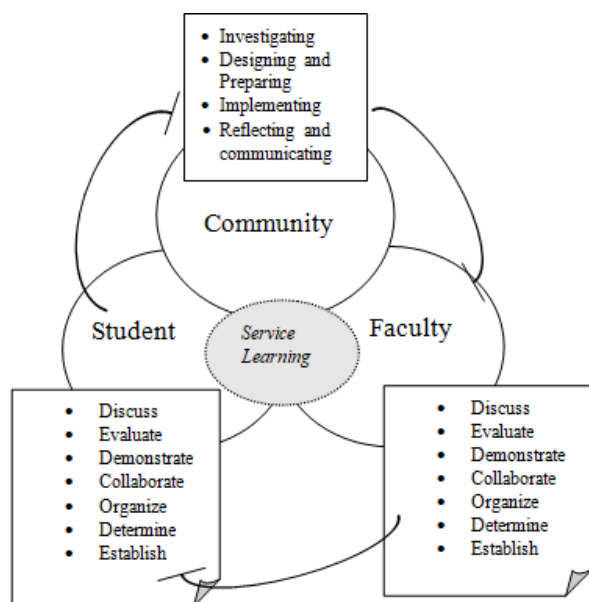 • Investigating
• Designing and
Preparing
• Implementing
• Reflecting and
communicating
Community
Student
Service
Learning
Faculty
• Discuss
• Evaluate
• Demonstrate
• Collaborate
• Organize
• Determine
• Establish
• Discuss
• Evaluate
• Demonstrate
• Collaborate
• Organize
• Determine
• Establish